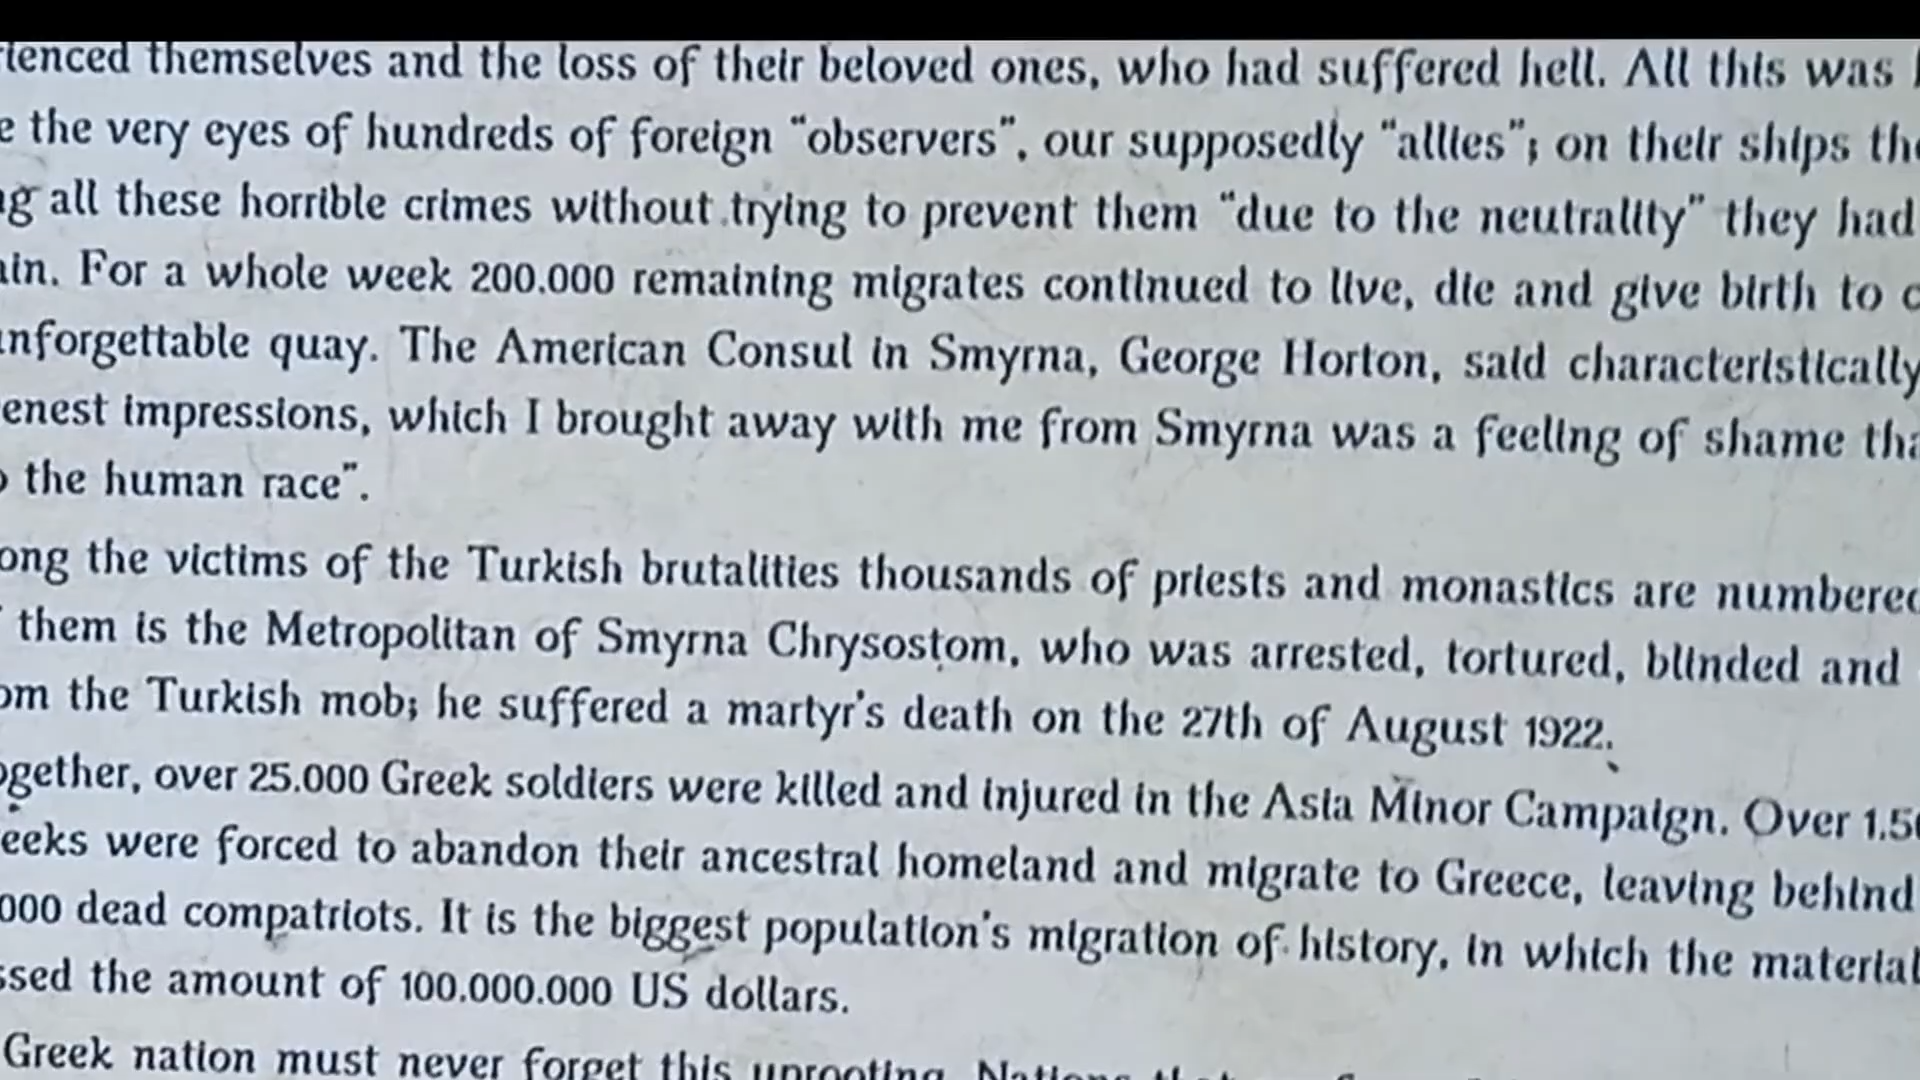 ienced themselves and the loss of their beloved ones, who had suffered hell. All this was
e the very eyes of hundreds of foreign "observers", our supposedly "allies"; on their ships the
g all these horrible crimes without trying to prevent them "due to the neutrality" they had
ain. For a whole week 200.000 remaining migrates continued to live, die and give birth to c
unforgettable quay. The American Consul in Smyrna, George Horton, said characteristically
enest impressions, which I brought away with me from Smyrna was a feeling of shame tha
the human race".
ong the victims of the Turkish brutalities thousands of priests and monastics are numbered
them is the Metropolitan of Smyrna Chrysostom, who was arrested, tortured, blinded and
om the Turkish mob; he suffered a martyr's death on the 27th of August 1922.
ogether, over 25.000 Greek soldiers were killed and injured in the Asia Minor Campaign. Over 1.5
eeks were forced to abandon their ancestral homeland and migrate to Greece, leaving behind
000 dead compatriots. It is the biggest population's migration of history, in which the material
ssed the amount of 100.000.000 US dollars.
Greek nation must never forget this uprooting. Nations